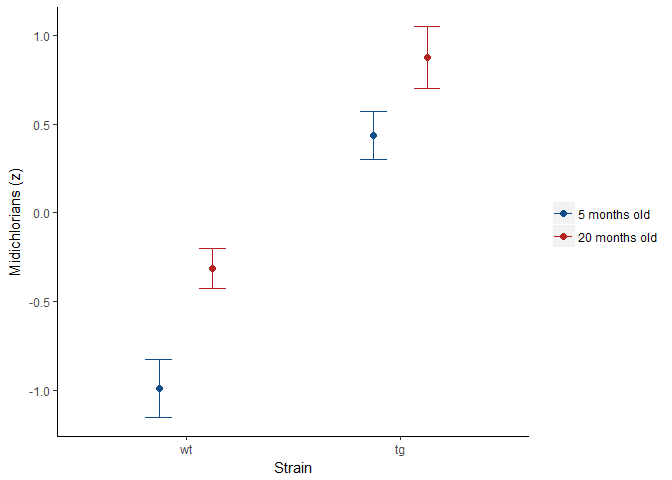 1.0
0.5
0.0
-0.5
-1.0
Midichlorians (z)
wt
tg
Strain
5 months old
20 months old